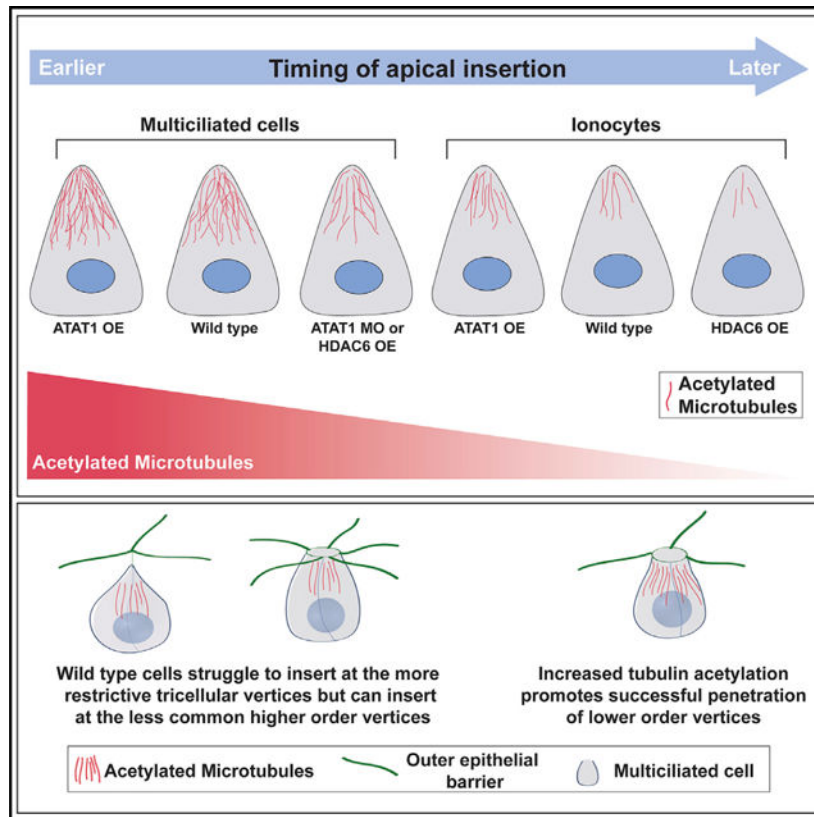 Earlier
Timing of apical insertion
Later
Multiciliated cells
Ionocytes
ATAT1 OE
Wild type
ATAT1 MO or
HDAC6 OE
ATAT1 OE
Wild type
HDAC6 OE
Acetylated
Microtubules
Acetylated Microtubules
Wild type cells struggle to insert at the more
restrictive tricellular vertices but can insert
at the less common higher order vertices
Increased tubulin acetylation
promotes successful penetration
of lower order vertices
Acetylated Microtubules
Outer epithelial
barrier
Multiciliated cell